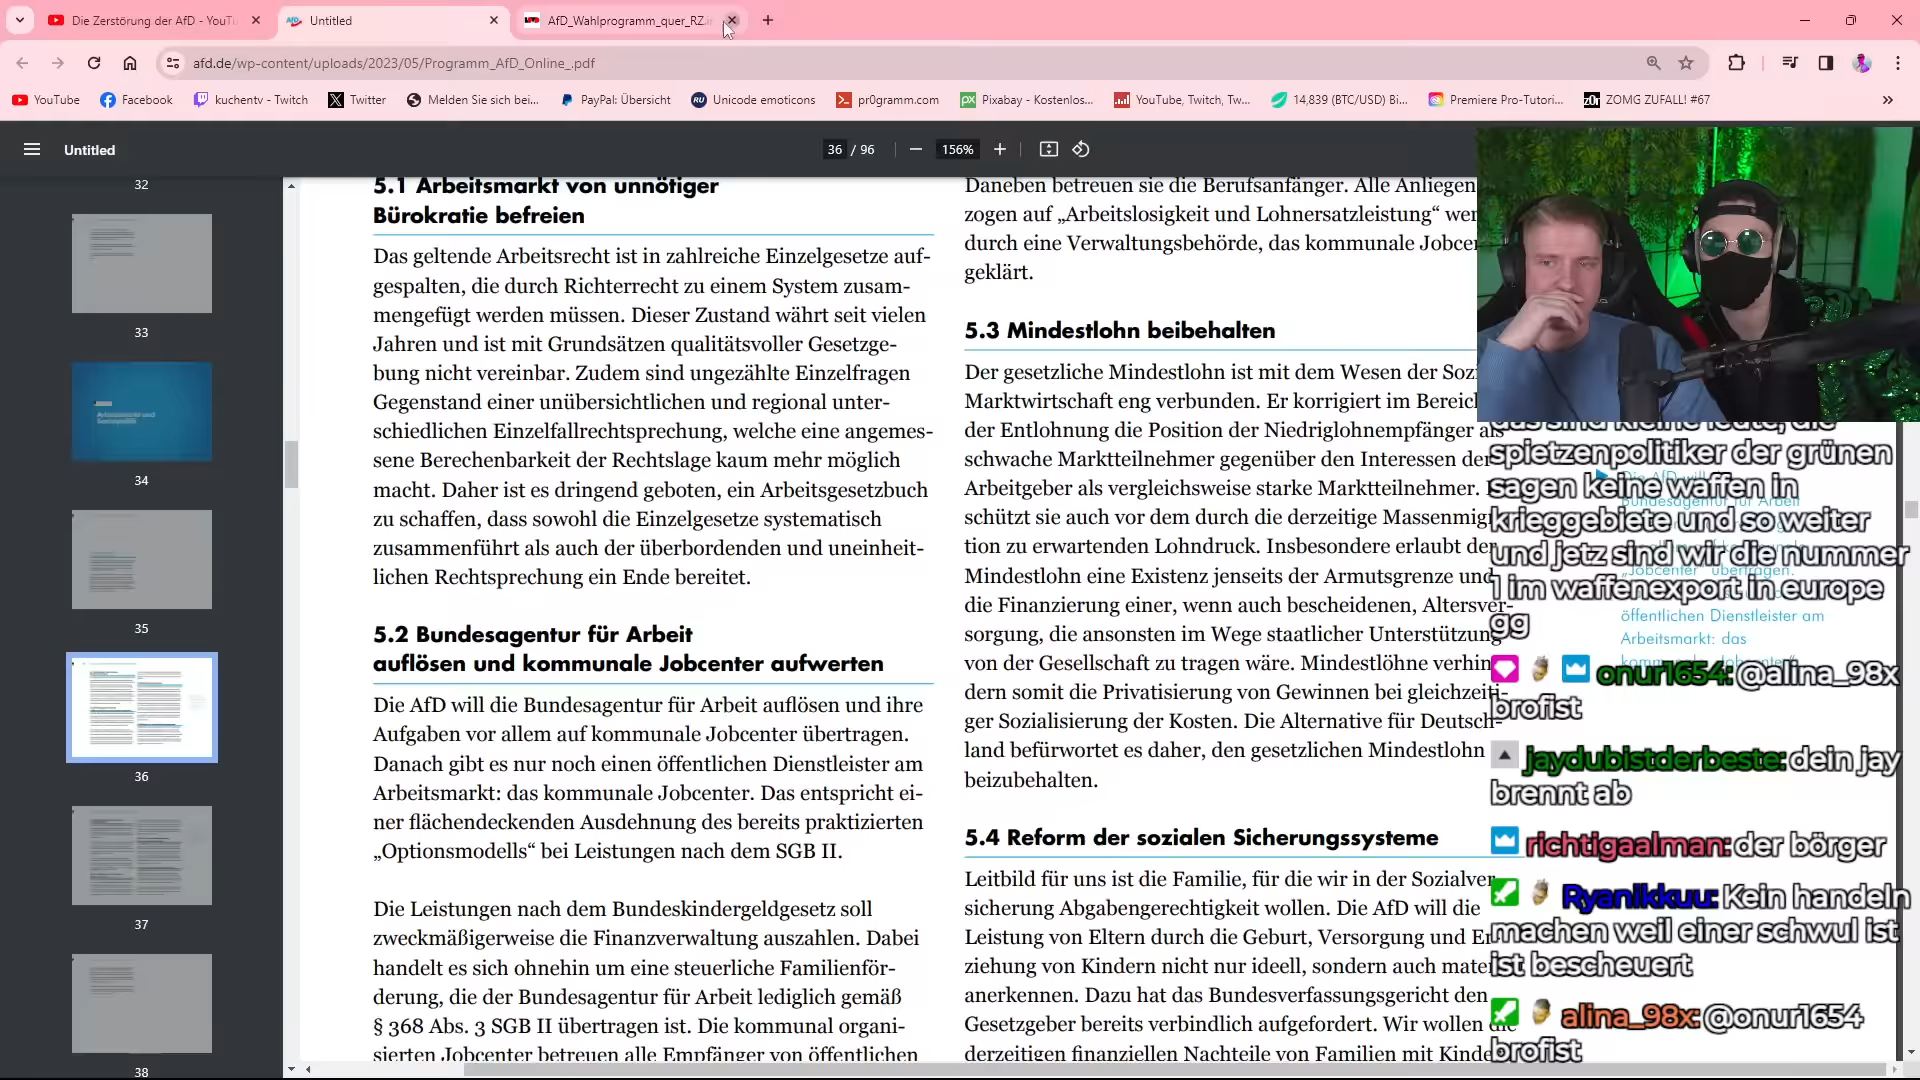 Die Zerstörung der AfD - YouTu
Untitled
AfD_Wahlprogramm_quer_RZ.in
afd.de/wp-content/uploads/2023/05/Programm_AfD_Online_.pdf
YouTube
Facebook
kuchentv - Twitch
Twitter
Melden Sie sich bei...
PayPal: Übersicht
Unicode emoticons
pr0gramm.com
Pixabay - Kostenlos...
YouTube, Twitch, Tw...
14,839 (BTC/USD) Bi...
Premiere Pro-Tutori...
ZOMG ZUFALL! #67
Untitled
36 / 96
156%
32
33
34
35
36
37
38
5.1 Arbeitsmarkt von unnötiger
Bürokratie befreien
Das geltende Arbeitsrecht ist in zahlreiche Einzelgesetze auf-
gespalten, die durch Richterrecht zu einem System zusam-
mengefügt werden müssen. Dieser Zustand währt seit vielen
Jahren und ist mit Grundsätzen qualitätsvoller Gesetzge-
bung nicht vereinbar. Zudem sind ungezählte Einzelfragen
Gegenstand einer unübersichtlichen und regional unter-
schiedlichen Einzelfallrechtsprechung, welche eine angemes-
sene Berechenbarkeit der Rechtslage kaum mehr möglich
macht. Daher ist es dringend geboten, ein Arbeitsgesetzbuch
zu schaffen, dass sowohl die Einzelgesetze systematisch
zusammenführt als auch der überbordenden und uneinheit-
lichen Rechtsprechung ein Ende bereitet.
5.2 Bundesagentur für Arbeit
auflösen und kommunale Jobcenter aufwerten
Die AfD will die Bundesagentur für Arbeit auflösen und ihre
Aufgaben vor allem auf kommunale Jobcenter übertragen.
Danach gibt es nur noch einen öffentlichen Dienstleister am
Arbeitsmarkt: das kommunale Jobcenter. Das entspricht ei-
ner flächendeckenden Ausdehnung des bereits praktizierten
„Optionsmodells“ bei Leistungen nach dem SGB II.
Die Leistungen nach dem Bundeskindergeldgesetz soll
zweckmäßigerweise die Finanzverwaltung auszahlen. Dabei
handelt es sich ohnehin um eine steuerliche Familienför-
derung, die der Bundesagentur für Arbeit lediglich gemäß
§ 368 Abs. 3 SGB II übertragen ist. Die kommunal organi-
sierten Jobcenter betreuen alle Empfänger von öffentlichen
Daneben betreuen sie die Berufsanfänger. Alle Anliegen
zogen auf „Arbeitslosigkeit und Lohnersatzleistung“ wer
durch eine Verwaltungsbehörde, das kommunale Jobcen
geklärt.
5.3 Mindestlohn beibehalten
Der gesetzliche Mindestlohn ist mit dem Wesen der Sozi
Marktwirtschaft eng verbunden. Er korrigiert im Bereich
der Entlohnung die Position der Niedriglohnempfänger als
schwache Marktteilnehmer gegenüber den Interessen der
Arbeitgeber als vergleichsweise starke Marktteilnehmer.
schützt sie auch vor dem durch die derzeitige Massenmigr
tion zu erwartenden Lohndruck. Insbesondere erlaubt der
Mindestlohn eine Existenz jenseits der Armutsgrenze und
die Finanzierung einer, wenn auch bescheidenen, Altersver-
sorgung, die ansonsten im Wege staatlicher Unterstützung
von der Gesellschaft zu tragen wäre. Mindestlöhne verhin
dern somit die Privatisierung von Gewinnen bei gleichzeiti-
ger Sozialisierung der Kosten. Die Alternative für Deutsch-
land befürwortet es daher, den gesetzlichen Mindestlohn
beizubehalten.
5.4 Reform der sozialen Sicherungssysteme
Leitbild für uns ist die Familie, für die wir in der Sozialver
sicherung Abgabengerechtigkeit wollen. Die AfD will die
Leistung von Eltern durch die Geburt, Versorgung und Er
ziehung von Kindern nicht nur ideell, sondern auch mater
anerkennen. Dazu hat das Bundesverfassungsgericht den
Gesetzgeber bereits verbindlich aufgefordert. Wir wollen die
derzeitigen finanziellen Nachteile von Familien mit Kinde
Die AfD will
Bundesagentur für Arbeit
„Jobcenter“ übertragen.
öffentlichen Dienstleister am
Arbeitsmarkt: das
das sind kleine leute, die
spietzenpolitiker der grünen
sagen keine waffen in
krieggebiete und so weiter
und jetz sind wir die nummer
1 im waffenexport in europe
gg
onur1654: @alina_98x
brofist
jaydubistderbeste: dein jay
brennt ab
richtigaalman: der börger
Ryanikkuu: Kein handeln
machen weil einer schwul ist
ist bescheuert
alina_98x: @onur1654
brofist